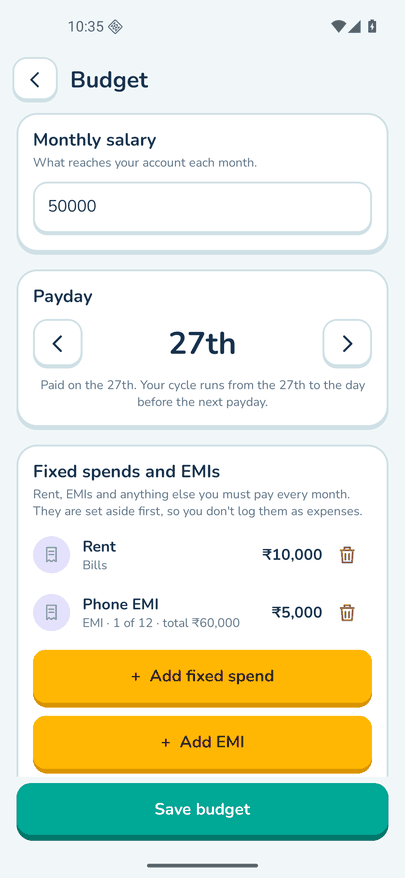 10:35
Budget
Monthly salary
What reaches your account each month.
50000
Payday
27th
Paid on the 27th. Your cycle runs from the 27th to the day
before the next payday.
Fixed spends and EMIs
Rent, EMIs and anything else you must pay every month.
They are set aside first, so you don't log them as expenses.
Rent
₹10,000
Bills
Phone EMI
₹5,000
EMI · 1 of 12 · total ₹60,000
+ Add fixed spend
+ Add EMI
Save budget